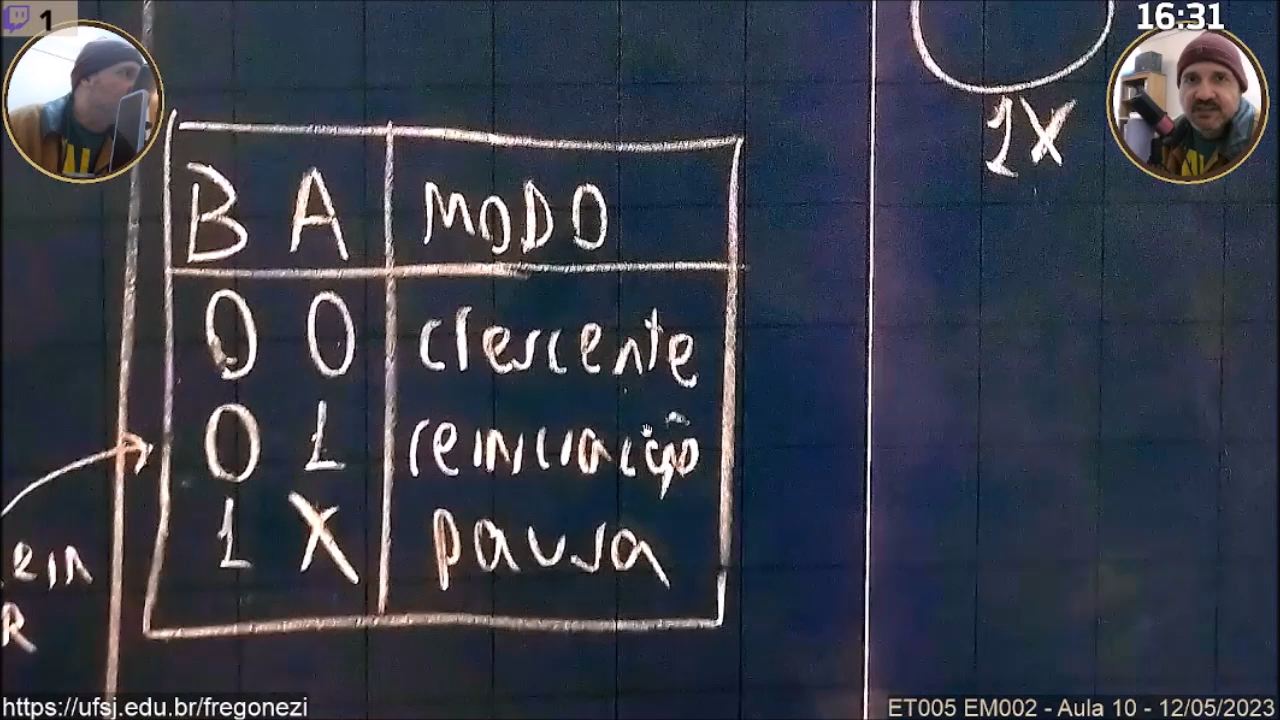 1
16:31
1X
B A MODO
0 0 crescente
0 1 reiniciação
1 X pausa
ein
R
https://ufsj.edu.br/fregonezi
ET005 EM002 - Aula 10 - 12/05/2023